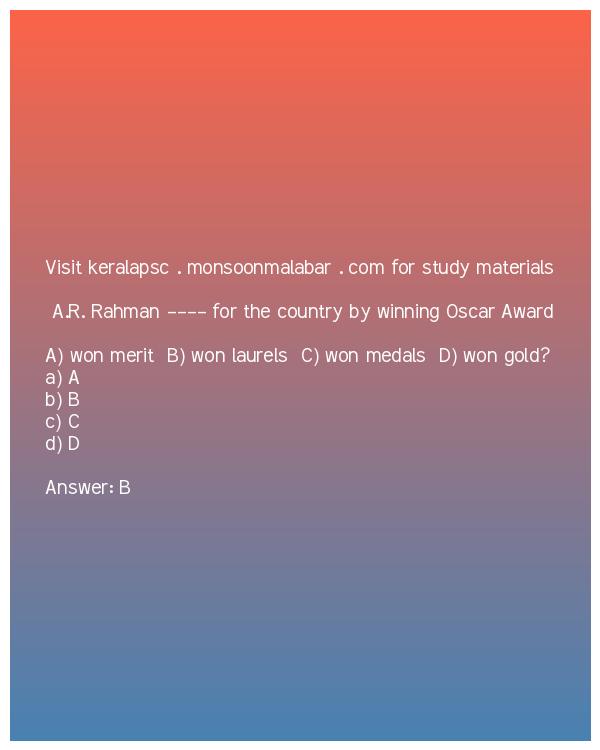 Visit keralapsc . monsoonmalabar . com for study materials
A.R. Rahman ---- for the country by winning Oscar Award
A) won merit B) won laurels C) won medals D) won gold?
a) A
b) B
c) C
d) D
Answer: B